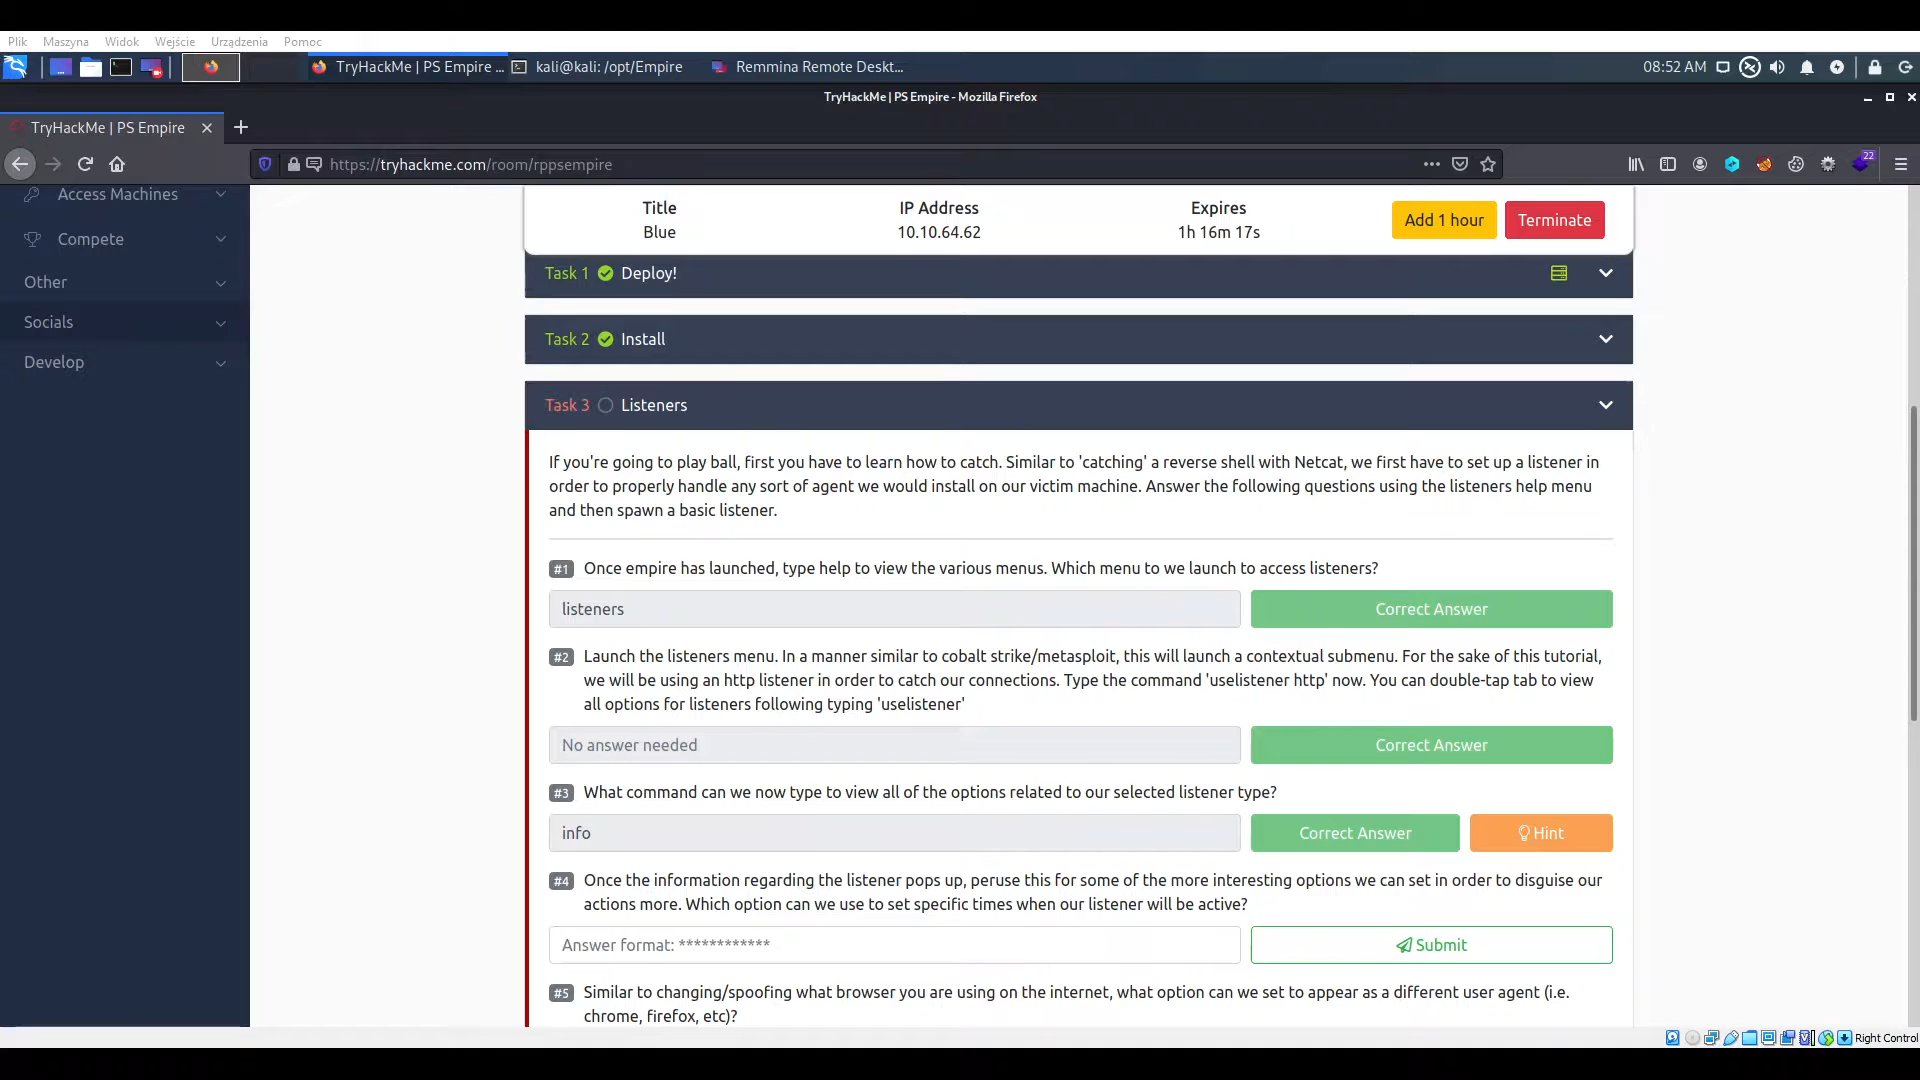 Plik Maszyna Widok Wejście Urządzenia Pomoc
TryHackMe | PS Empire ... kali@kali: /opt/Empire Remmina Remote Deskt... 08:52 AM
TryHackMe | PS Empire - Mozilla Firefox
TryHackMe | PS Empire
https://tryhackme.com/room/rppsempire
22
Access Machines
Compete
Other
Socials
Develop
Title IP Address Expires
Blue 10.10.64.62 1h 16m 17s
Add 1 hour Terminate
Task 1 Deploy!
Task 2 Install
Task 3 Listeners
If you're going to play ball, first you have to learn how to catch. Similar to 'catching' a reverse shell with Netcat, we first have to set up a listener in
order to properly handle any sort of agent we would install on our victim machine. Answer the following questions using the listeners help menu
and then spawn a basic listener.
#1 Once empire has launched, type help to view the various menus. Which menu to we launch to access listeners?
listeners Correct Answer
#2 Launch the listeners menu. In a manner similar to cobalt strike/metasploit, this will launch a contextual submenu. For the sake of this tutorial,
we will be using an http listener in order to catch our connections. Type the command 'uselistener http' now. You can double-tap tab to view
all options for listeners following typing 'uselistener'
No answer needed Correct Answer
#3 What command can we now type to view all of the options related to our selected listener type?
info Correct Answer Hint
#4 Once the information regarding the listener pops up, peruse this for some of the more interesting options we can set in order to disguise our
actions more. Which option can we use to set specific times when our listener will be active?
Answer format: ************ Submit
#5 Similar to changing/spoofing what browser you are using on the internet, what option can we set to appear as a different user agent (i.e.
chrome, firefox, etc)?
Right Control